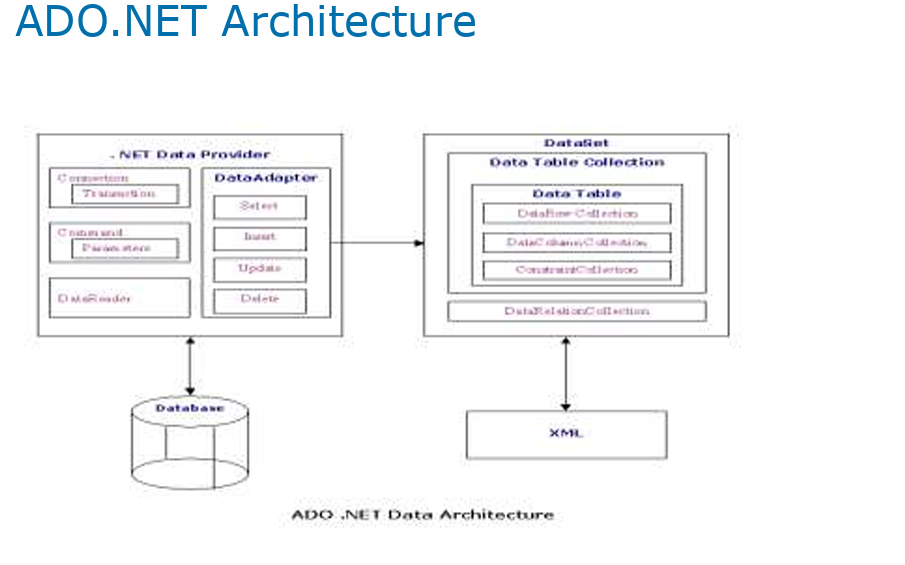 ADO.NET Architecture
.NET Data Provider
Connection
Transaction
Command
Parameters
DataReader
DataAdapter
Select
Insert
Update
Delete
DataSet
Data Table Collection
Data Table
DataRowCollection
DataColumnCollection
ConstraintCollection
DataRelationCollection
Database
XML
ADO .NET Data Architecture